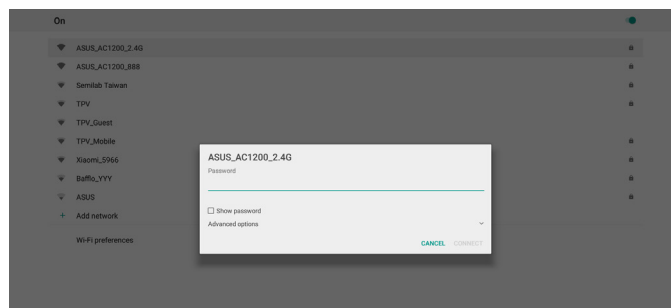 On
ASUS_AC1200_2.4G
ASUS_AC1200_888
Semilab Taiwan
TPV
TPV_Guest
TPV_Mobile
Xiaomi_5966
Baffio_YYY
ASUS
Add network
Wi-Fi preferences
ASUS_AC1200_2.4G
Password
Show password
Advanced options
CANCEL CONNECT